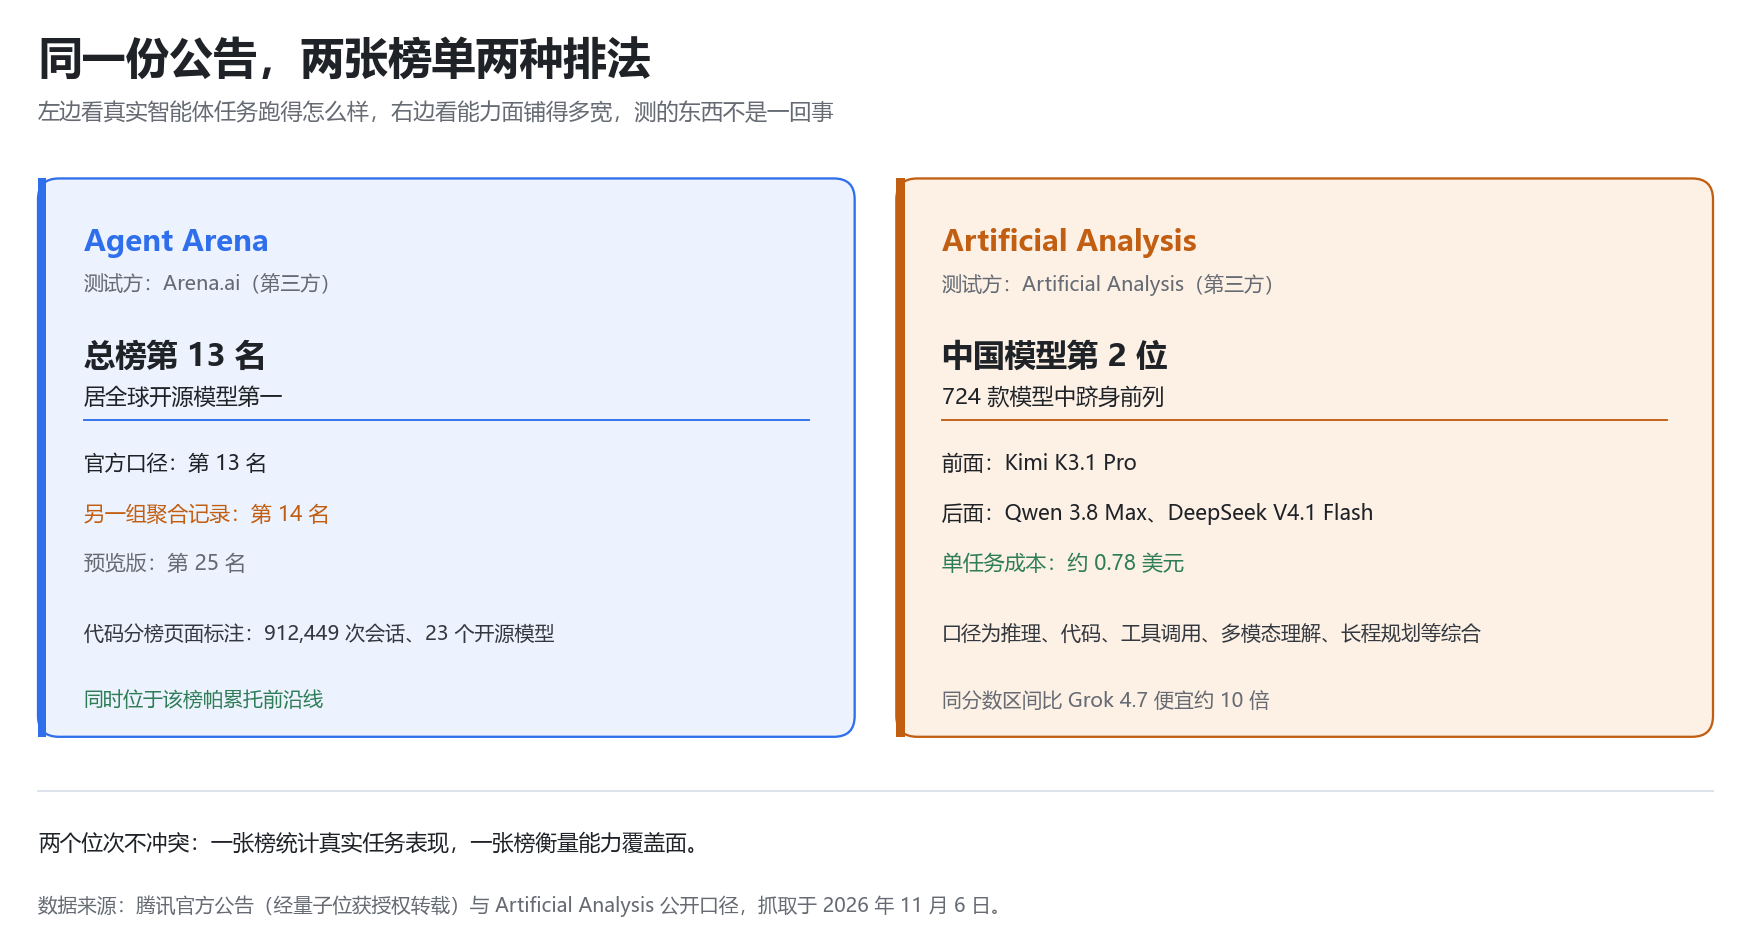 同一份公告，两张榜单两种排法
左边看真实智能体任务跑得怎么样，右边看能力面铺得多宽，测的东西不是一回事
Agent Arena
测试方：Arena.ai（第三方）
总榜第 13 名
居全球开源模型第一
官方口径：第 13 名
另一组聚合记录：第 14 名
预览版：第 25 名
代码分榜页面标注：912,449 次会话、23 个开源模型
同时位于该榜帕累托前沿线
Artificial Analysis
测试方：Artificial Analysis（第三方）
中国模型第 2 位
724 款模型中跻身前列
前面：Kimi K3.1 Pro
后面：Qwen 3.8 Max、DeepSeek V4.1 Flash
单任务成本：约 0.78 美元
口径为推理、代码、工具调用、多模态理解、长程规划等综合
同分数区间比 Grok 4.7 便宜约 10 倍
两个位次不冲突：一张榜统计真实任务表现，一张榜衡量能力覆盖面。
数据来源：腾讯官方公告（经量子位获授权转载）与 Artificial Analysis 公开口径，抓取于 2026 年 11 月 6 日。